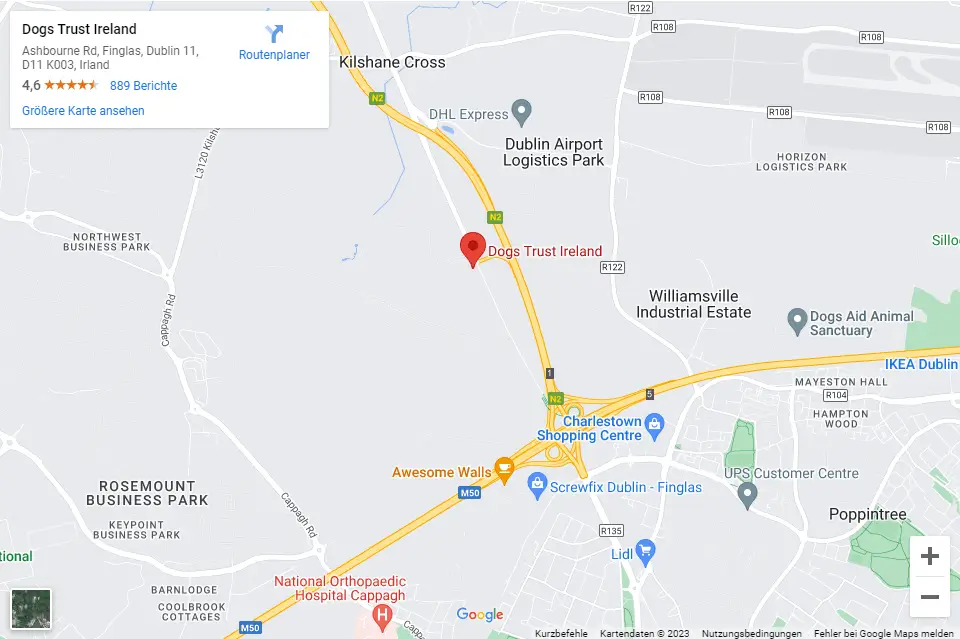 Dogs Trust Ireland
Ashbourne Rd, Finglas, Dublin 11,
D11 K003, Irland
4,6
889 Berichte
Größere Karte ansehen
Routenplaner
R122
R108
R108
Kilshane Cross
N2
R108
R108
R108
DHL Express
Dublin Airport
Logistics Park
HORIZON
LOGISTICS PARK
L3120 Kilsh
N2
NORTHWEST
BUSINESS PARK
Dogs Trust Ireland
Silloc
R122
Cappagh Rd
Williamsville
Industrial Estate
Dogs Aid Animal
Sanctuary
IKEA Dublin
1
5
N2
MAYESTON HALL
R104
HAMPTON
WOOD
Charlestown
Shopping Centre
Awesome Walls
M50
Screwfix Dublin - Finglas
UPS Customer Centre
ROSEMOUNT
BUSINESS PARK
Cappagh Rd
KEYPOINT
BUSINESS PARK
Poppintree
R135
Lidl
tional
National Orthopaedic
Hospital Cappagh
H
BARNLODGE
COOLBROOK
COTTAGES
M50
Capp
Google
Kurzbefehle
Kartendaten © 2023
Nutzungsbedingungen
Fehler bei Google Maps melden